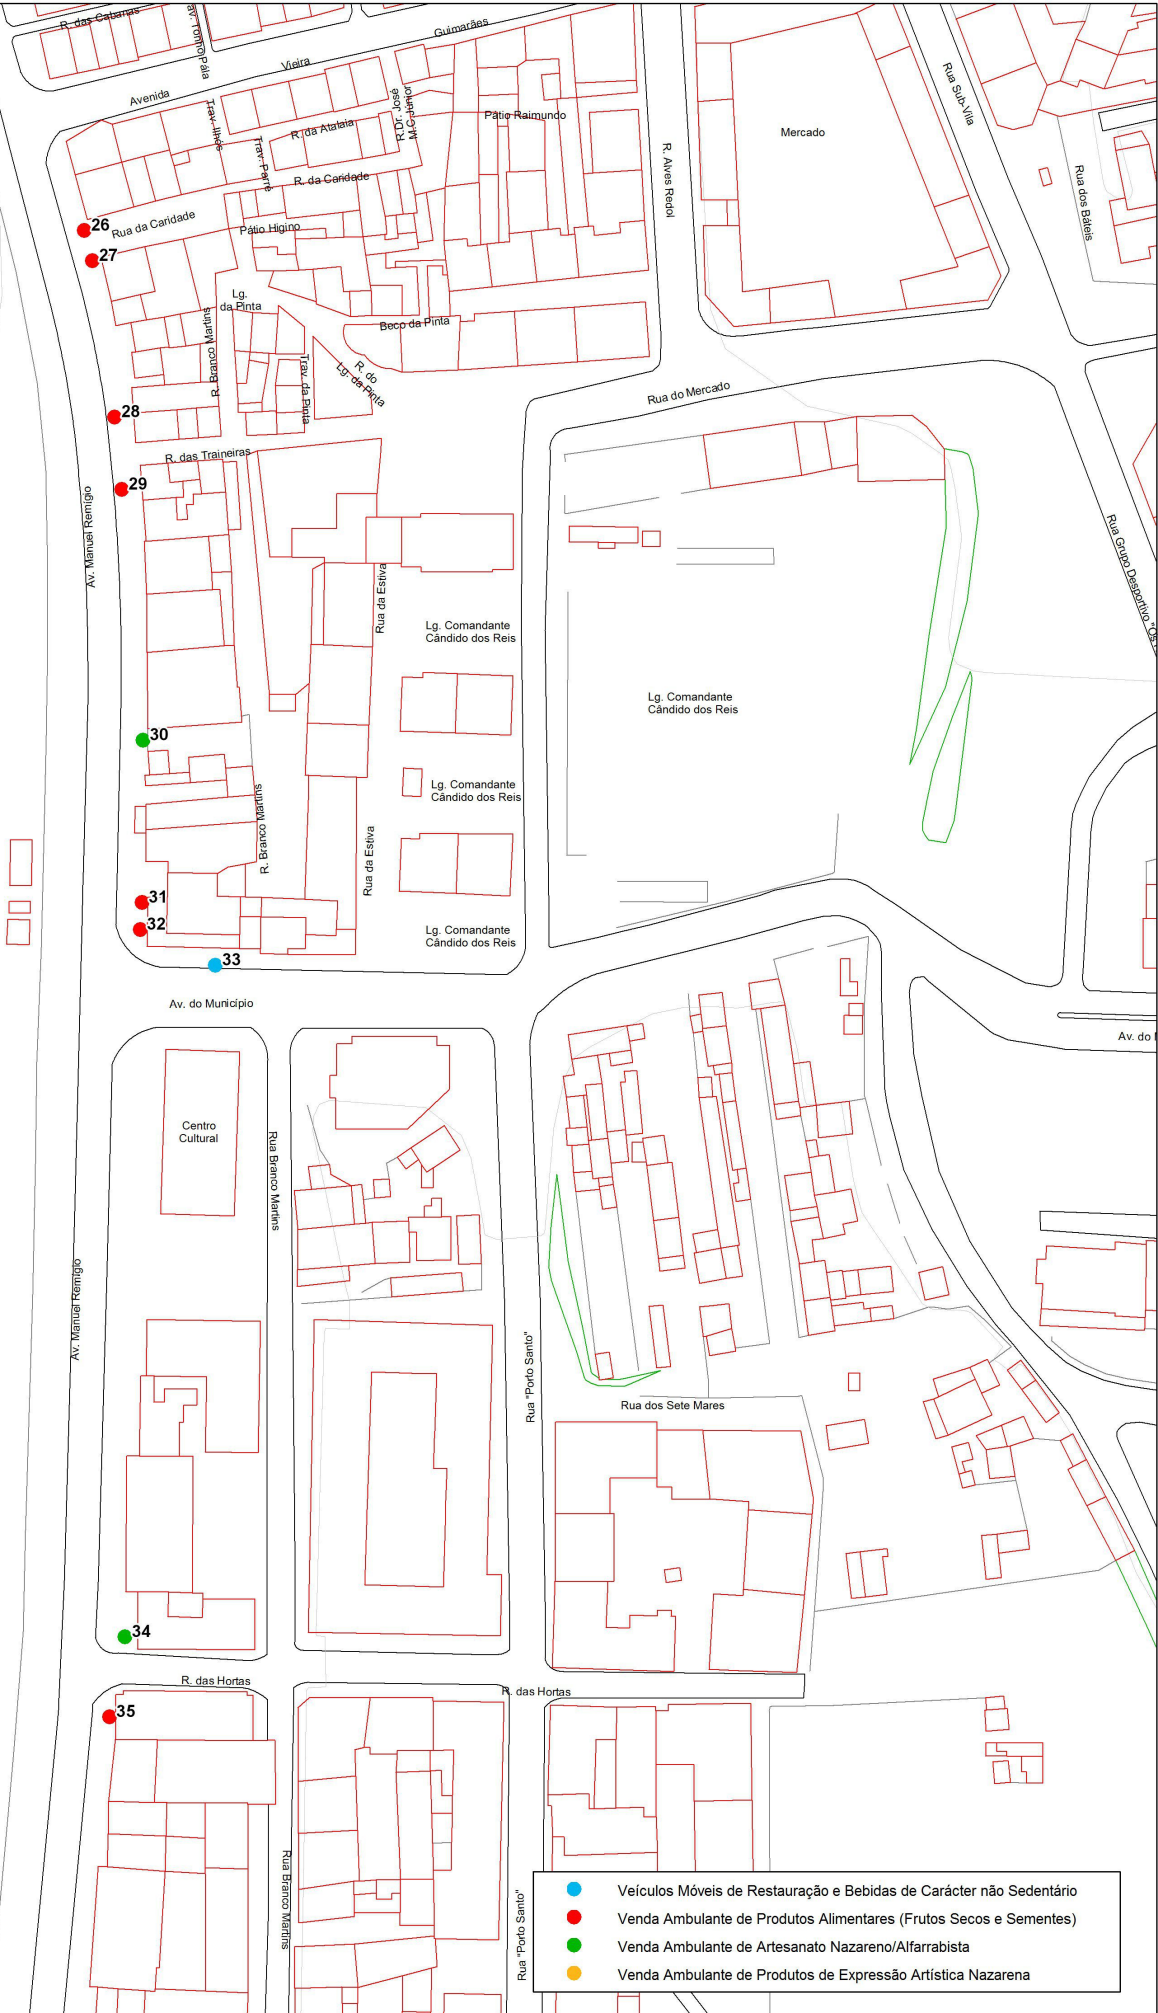 R. das Cabanas
Guimarães
Vieira
Avenida
Trav. Ilhós
R. da Atalaia
R.Dr. José
M.C.Júnior
Pátio Raimundo
Mercado
Rua Sub-Vila
Trav. Parré
R. da Caridade
R. Alves Redol
Rua dos Báteis
26
Rua da Caridade
Pátio Higino
27
Lg.
da Pinta
R. Branco Martins
Beco da Pinta
Trav. da Pinta
R. do
Lg. da Pinta
Rua do Mercado
28
R. das Traineiras
29
Av. Manuel Remígio
Rua da Estiva
Rua Grupo Desportivo "Os
Lg. Comandante
Cândido dos Reis
Lg. Comandante
Cândido dos Reis
30
Lg. Comandante
Cândido dos Reis
R. Branco Martins
Rua da Estiva
31
32
Lg. Comandante
Cândido dos Reis
33
Av. do Município
Av. do
Centro
Cultural
Rua Branco Martins
Av. Manuel Remígio
Rua "Porto Santo"
Rua dos Sete Mares
34
R. das Hortas
R. das Hortas
35
Rua Branco Martins
Rua "Porto Santo"
Veículos Móveis de Restauração e Bebidas de Carácter não Sedentário
Venda Ambulante de Produtos Alimentares (Frutos Secos e Sementes)
Venda Ambulante de Artesanato Nazareno/Alfarrabista
Venda Ambulante de Produtos de Expressão Artística Nazarena